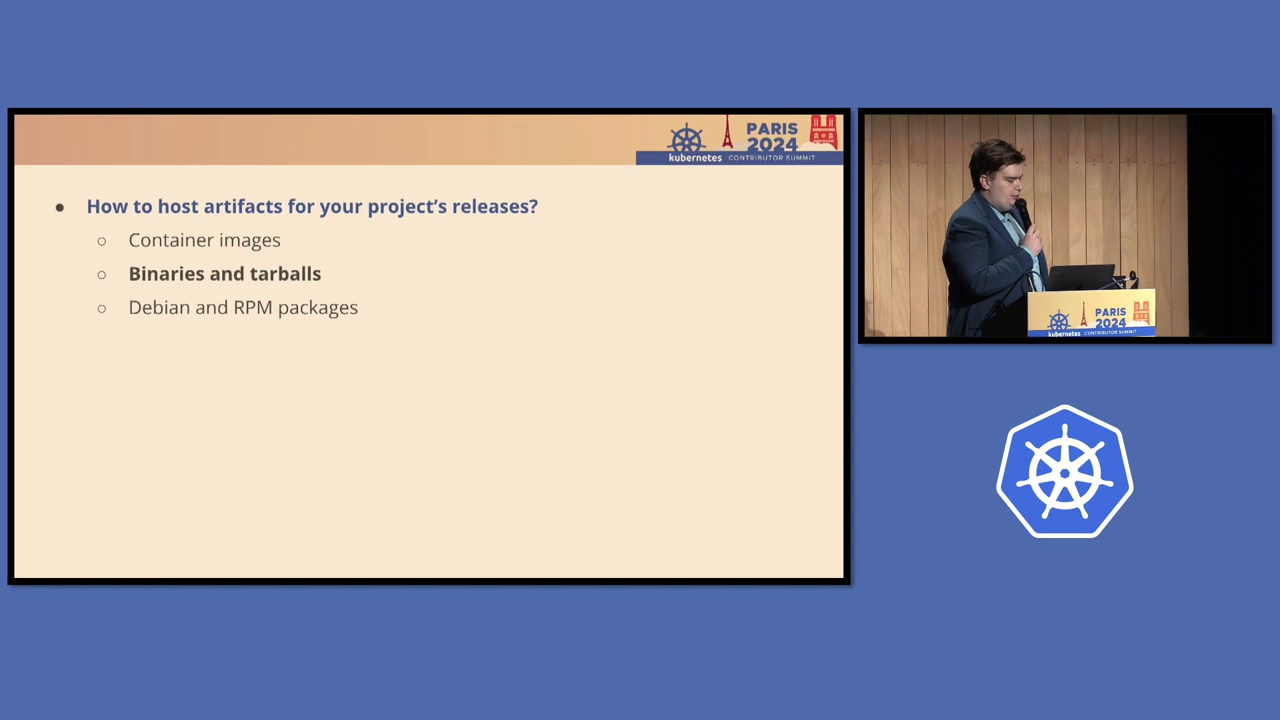 PARIS
2024
kubernetes CONTRIBUTOR SUMMIT
● How to host artifacts for your project’s releases?
○ Container images
○ Binaries and tarballs
○ Debian and RPM packages
PARIS
2024
kubernetes CONTRIBUTOR SUMMIT